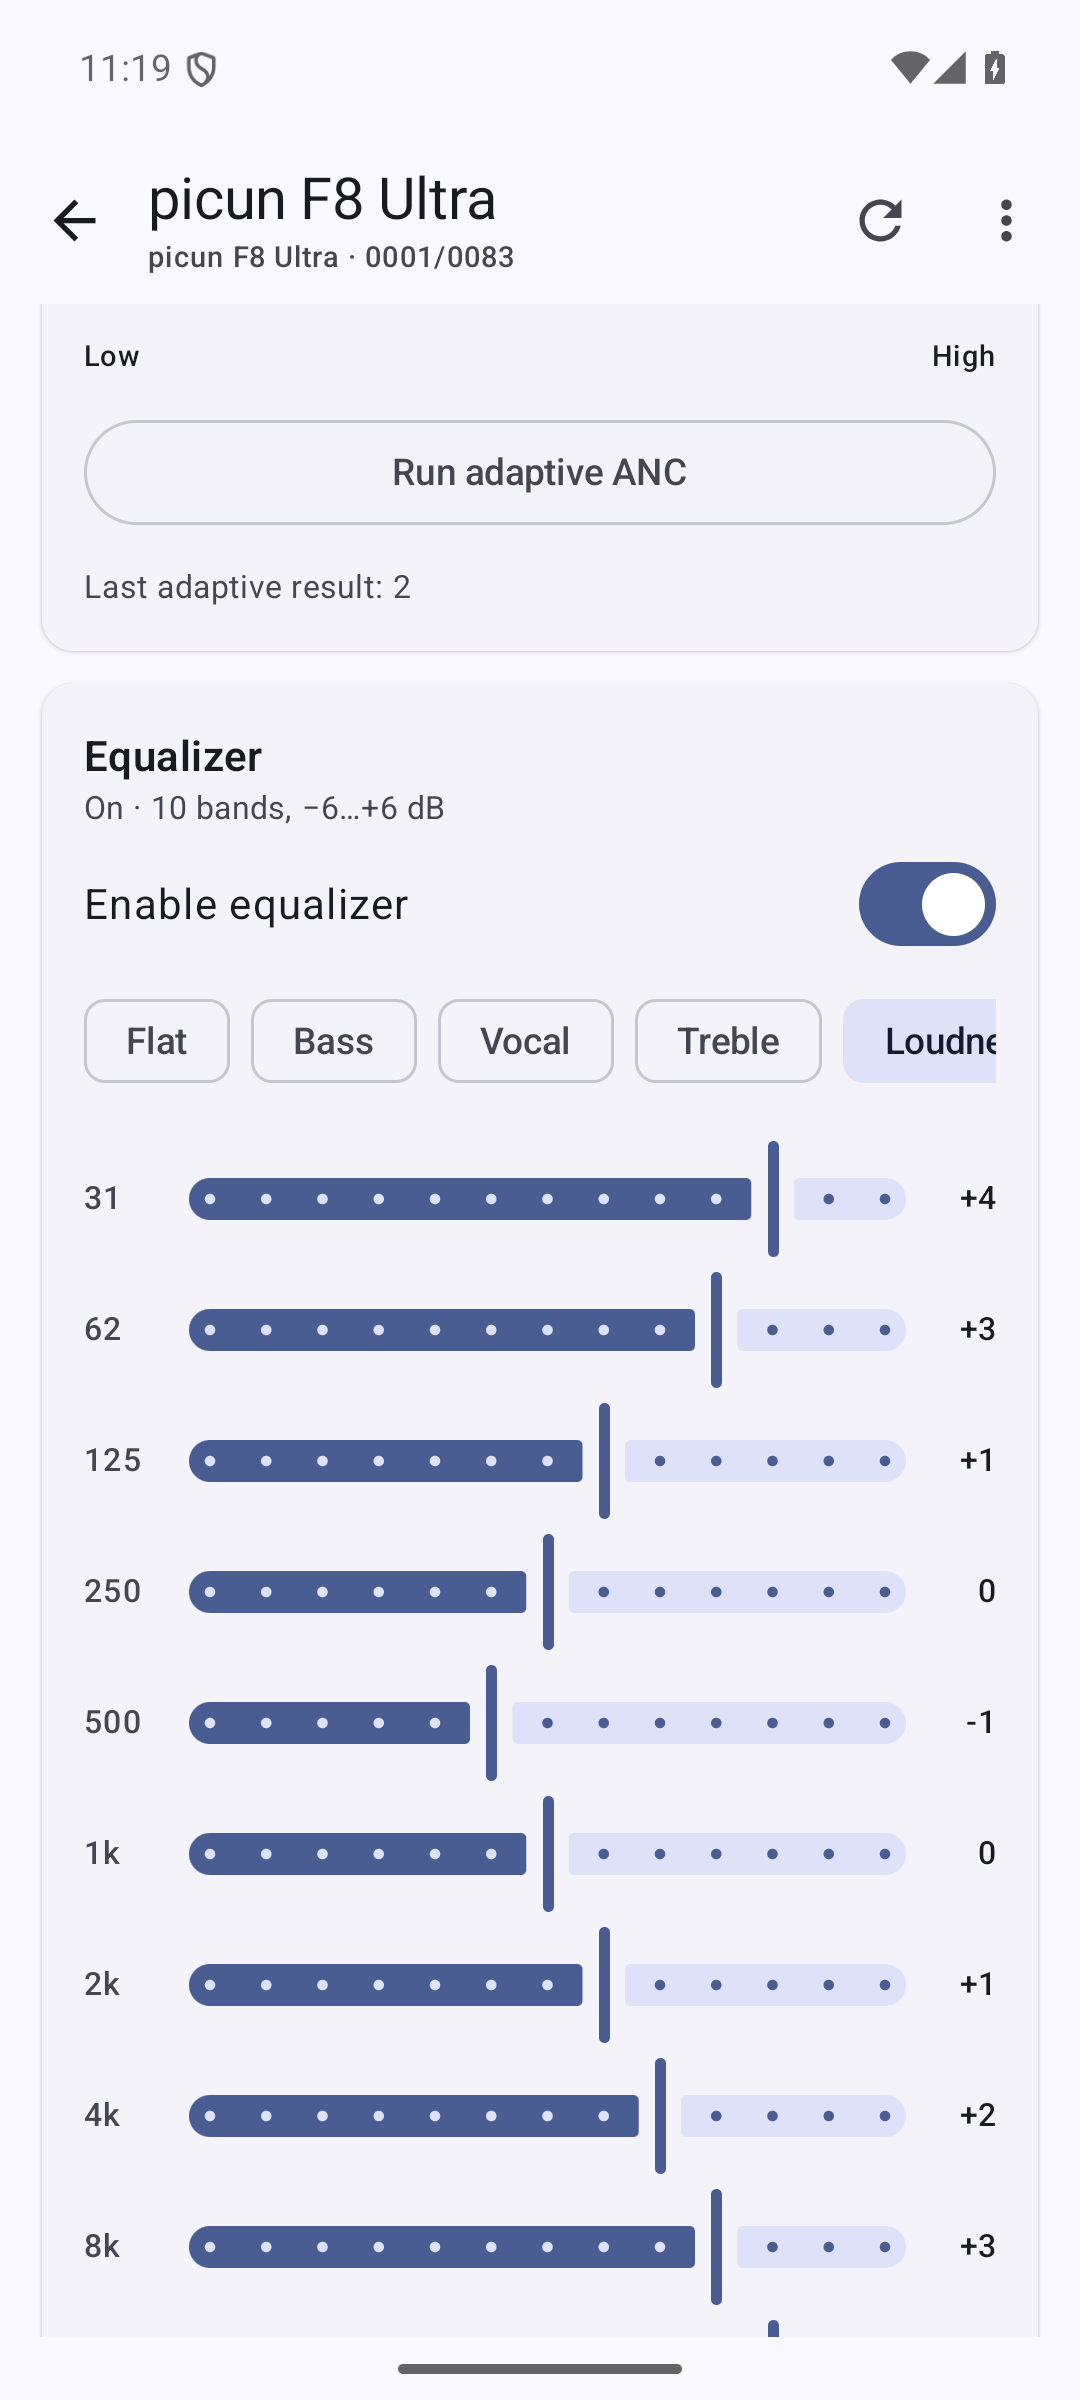 11:19
picun F8 Ultra
picun F8 Ultra · 0001/0083
Low High
Run adaptive ANC
Last adaptive result: 2
Equalizer
On · 10 bands, −6…+6 dB
Enable equalizer
Flat Bass Vocal Treble Loudne
31 +4
62 +3
125 +1
250 0
500 -1
1k 0
2k +1
4k +2
8k +3